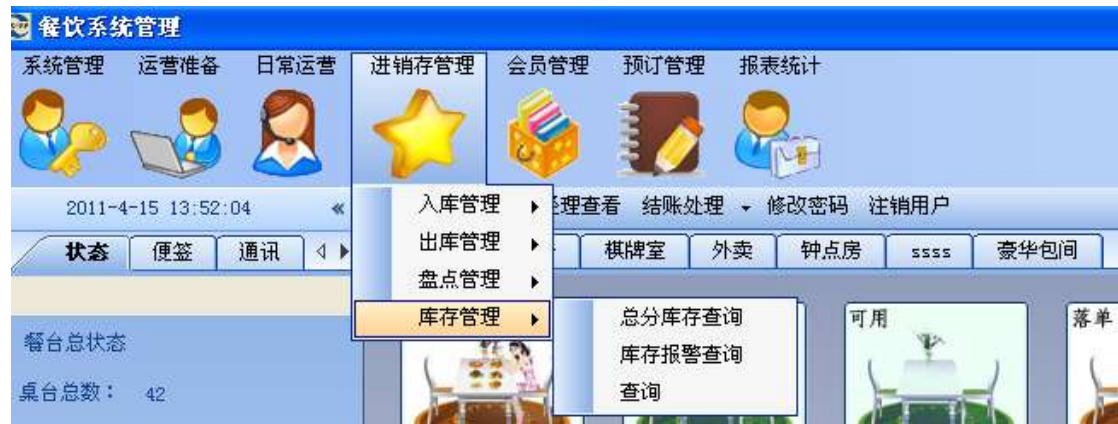 餐饮系统管理
系统管理 运营准备 日常运营 进销存管理 会员管理 预订管理 报表统计
2011-4-15 13:52:04 « 理查看 结账处理 修改密码 注销用户
入库管理
状态 便签 通讯 棋牌室 外卖 钟点房 ssss 豪华包间
出库管理
盘点管理
库存管理 总分库存查询 可用 落单
餐台总状态 库存报警查询
桌台总数: 42 查询